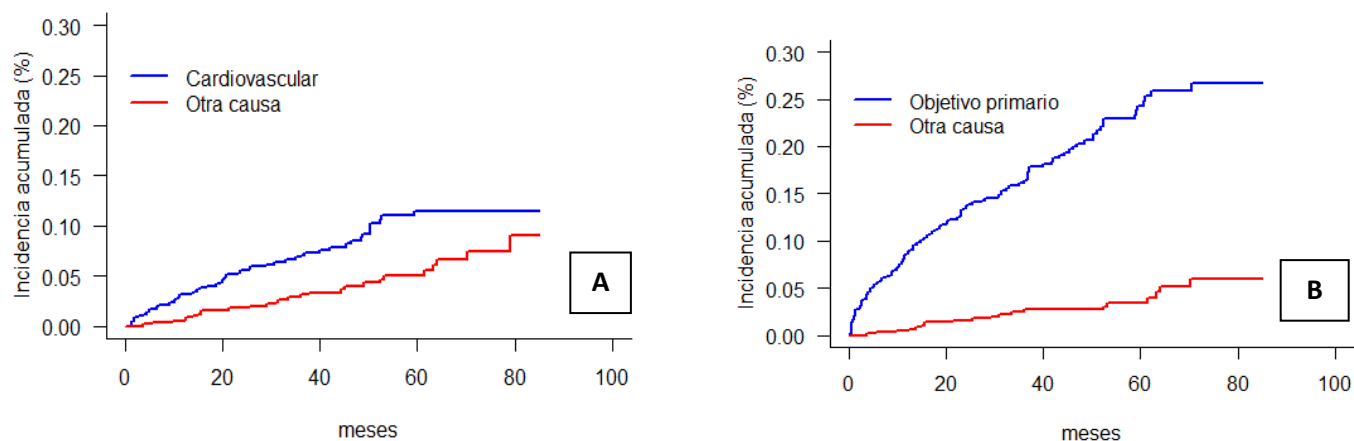 Incidencia acumulada (%)
0.30
0.25
0.20
0.15
0.10
0.05
0.00
Cardiovascular
Otra causa
A
0 20 40 60 80 100
meses
Incidencia acumulada (%)
0.30
0.25
0.20
0.15
0.10
0.05
0.00
Objetivo primario
Otra causa
B
0 20 40 60 80 100
meses